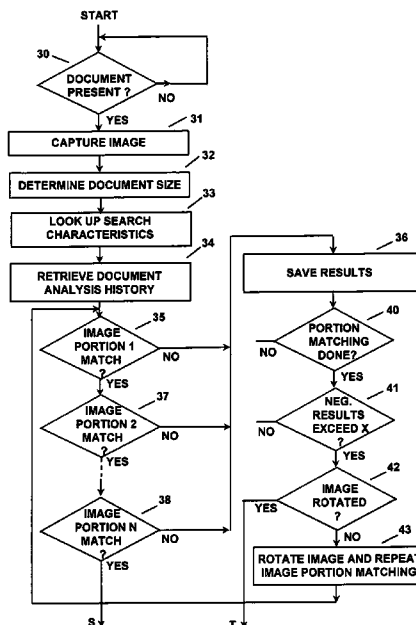 START
30
DOCUMENT
PRESENT ?
NO
YES
31
CAPTURE IMAGE
32
DETERMINE DOCUMENT SIZE
33
LOOK UP SEARCH
CHARACTERISTICS
34
RETRIEVE DOCUMENT
ANALYSIS HISTORY
35
IMAGE
PORTION 1
MATCH
?
NO
YES
37
IMAGE
PORTION 2
MATCH
?
NO
YES
38
IMAGE
PORTION N
MATCH
?
NO
YES
S
36
SAVE RESULTS
40
PORTION
MATCHING
DONE?
NO
YES
41
NEG.
RESULTS
EXCEED X
?
NO
YES
42
IMAGE
ROTATED
?
YES
NO
43
ROTATE IMAGE AND REPEAT
IMAGE PORTION MATCHING
T